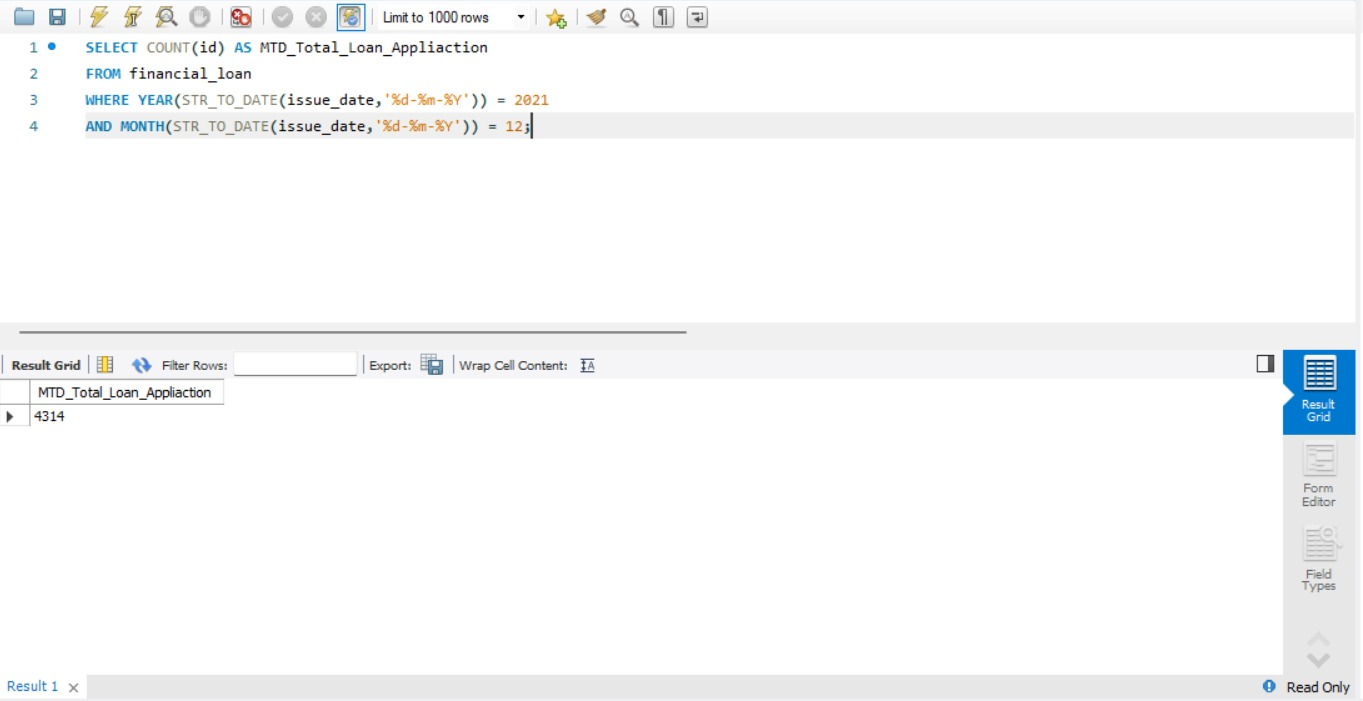 Limit to 1000 rows
1 SELECT COUNT(id) AS MTD_Total_Loan_Appliaction
2 FROM financial_loan
3 WHERE YEAR(STR_TO_DATE(issue_date,'%d-%m-%Y')) = 2021
4 AND MONTH(STR_TO_DATE(issue_date,'%d-%m-%Y')) = 12;
Result Grid Filter Rows: Export: Wrap Cell Content:
MTD_Total_Loan_Appliaction
4314
Result
Grid
Form
Editor
Field
Types
Result 1 Read Only